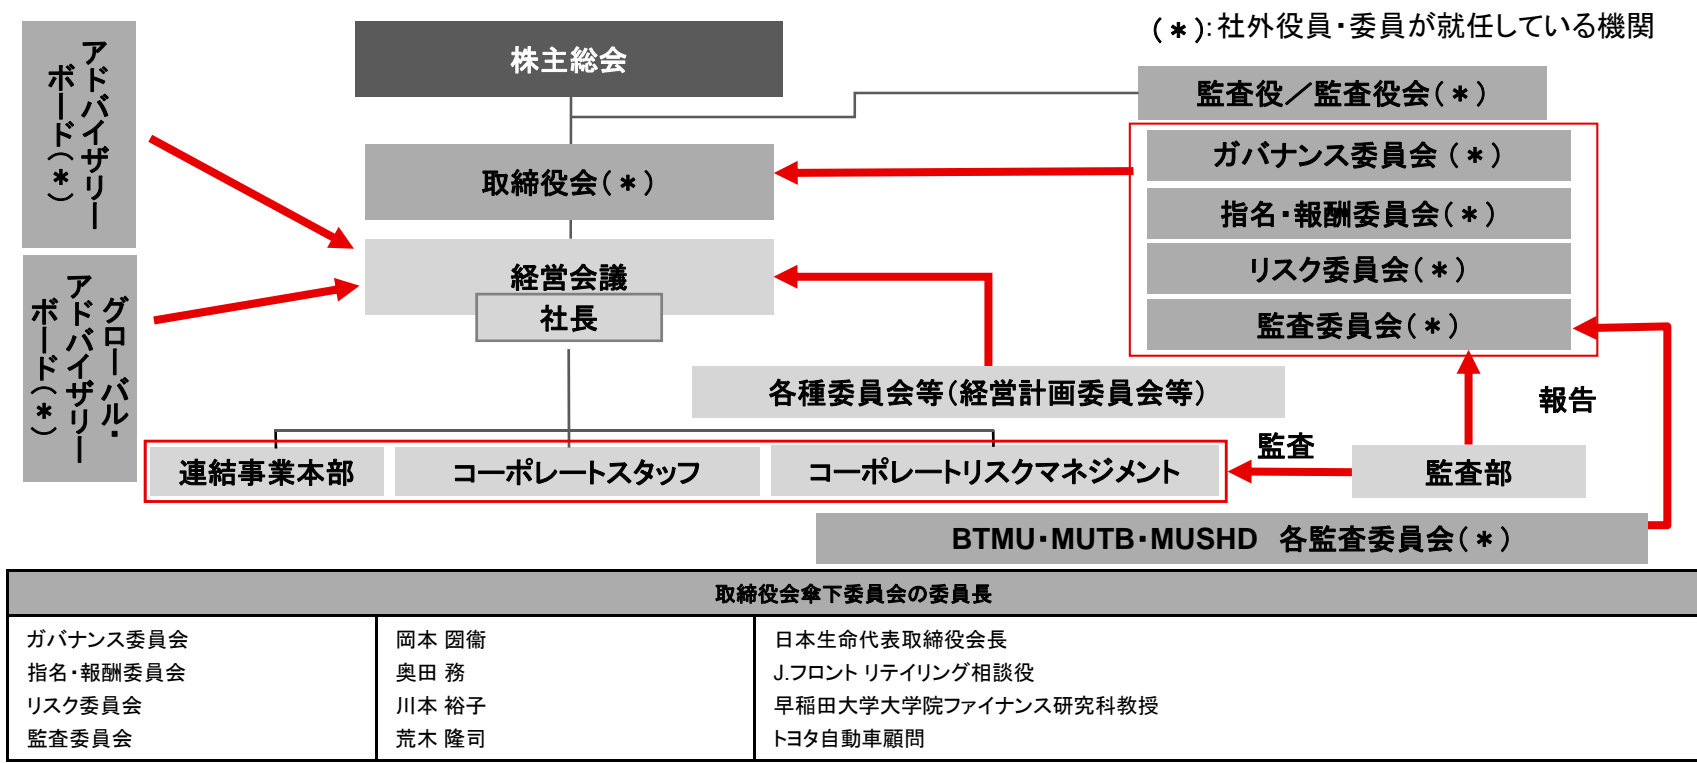 (*):社外役員・委員が就任している機関
アドバイザリー
ボード(*)
株主総会
監査役/監査役会(*)
ガバナンス委員会(*)
取締役会(*)
指名・報酬委員会(*)
リスク委員会(*)
監査委員会(*)
グローバル・
アドバイザリー
ボード(*)
経営会議
社長
各種委員会等(経営計画委員会等)
報告
監査
連結事業本部
コーポレートスタッフ
コーポレートリスクマネジメント
監査部
BTMU・MUTB・MUSHD 各監査委員会(*)
取締役会傘下委員会の委員長
ガバナンス委員会 岡本 圀衞 日本生命代表取締役会長
指名・報酬委員会 奥田 務 J.フロント リテイリング相談役
リスク委員会 川本 裕子 早稲田大学大学院ファイナンス研究科教授
監査委員会 荒木 隆司 トヨタ自動車顧問